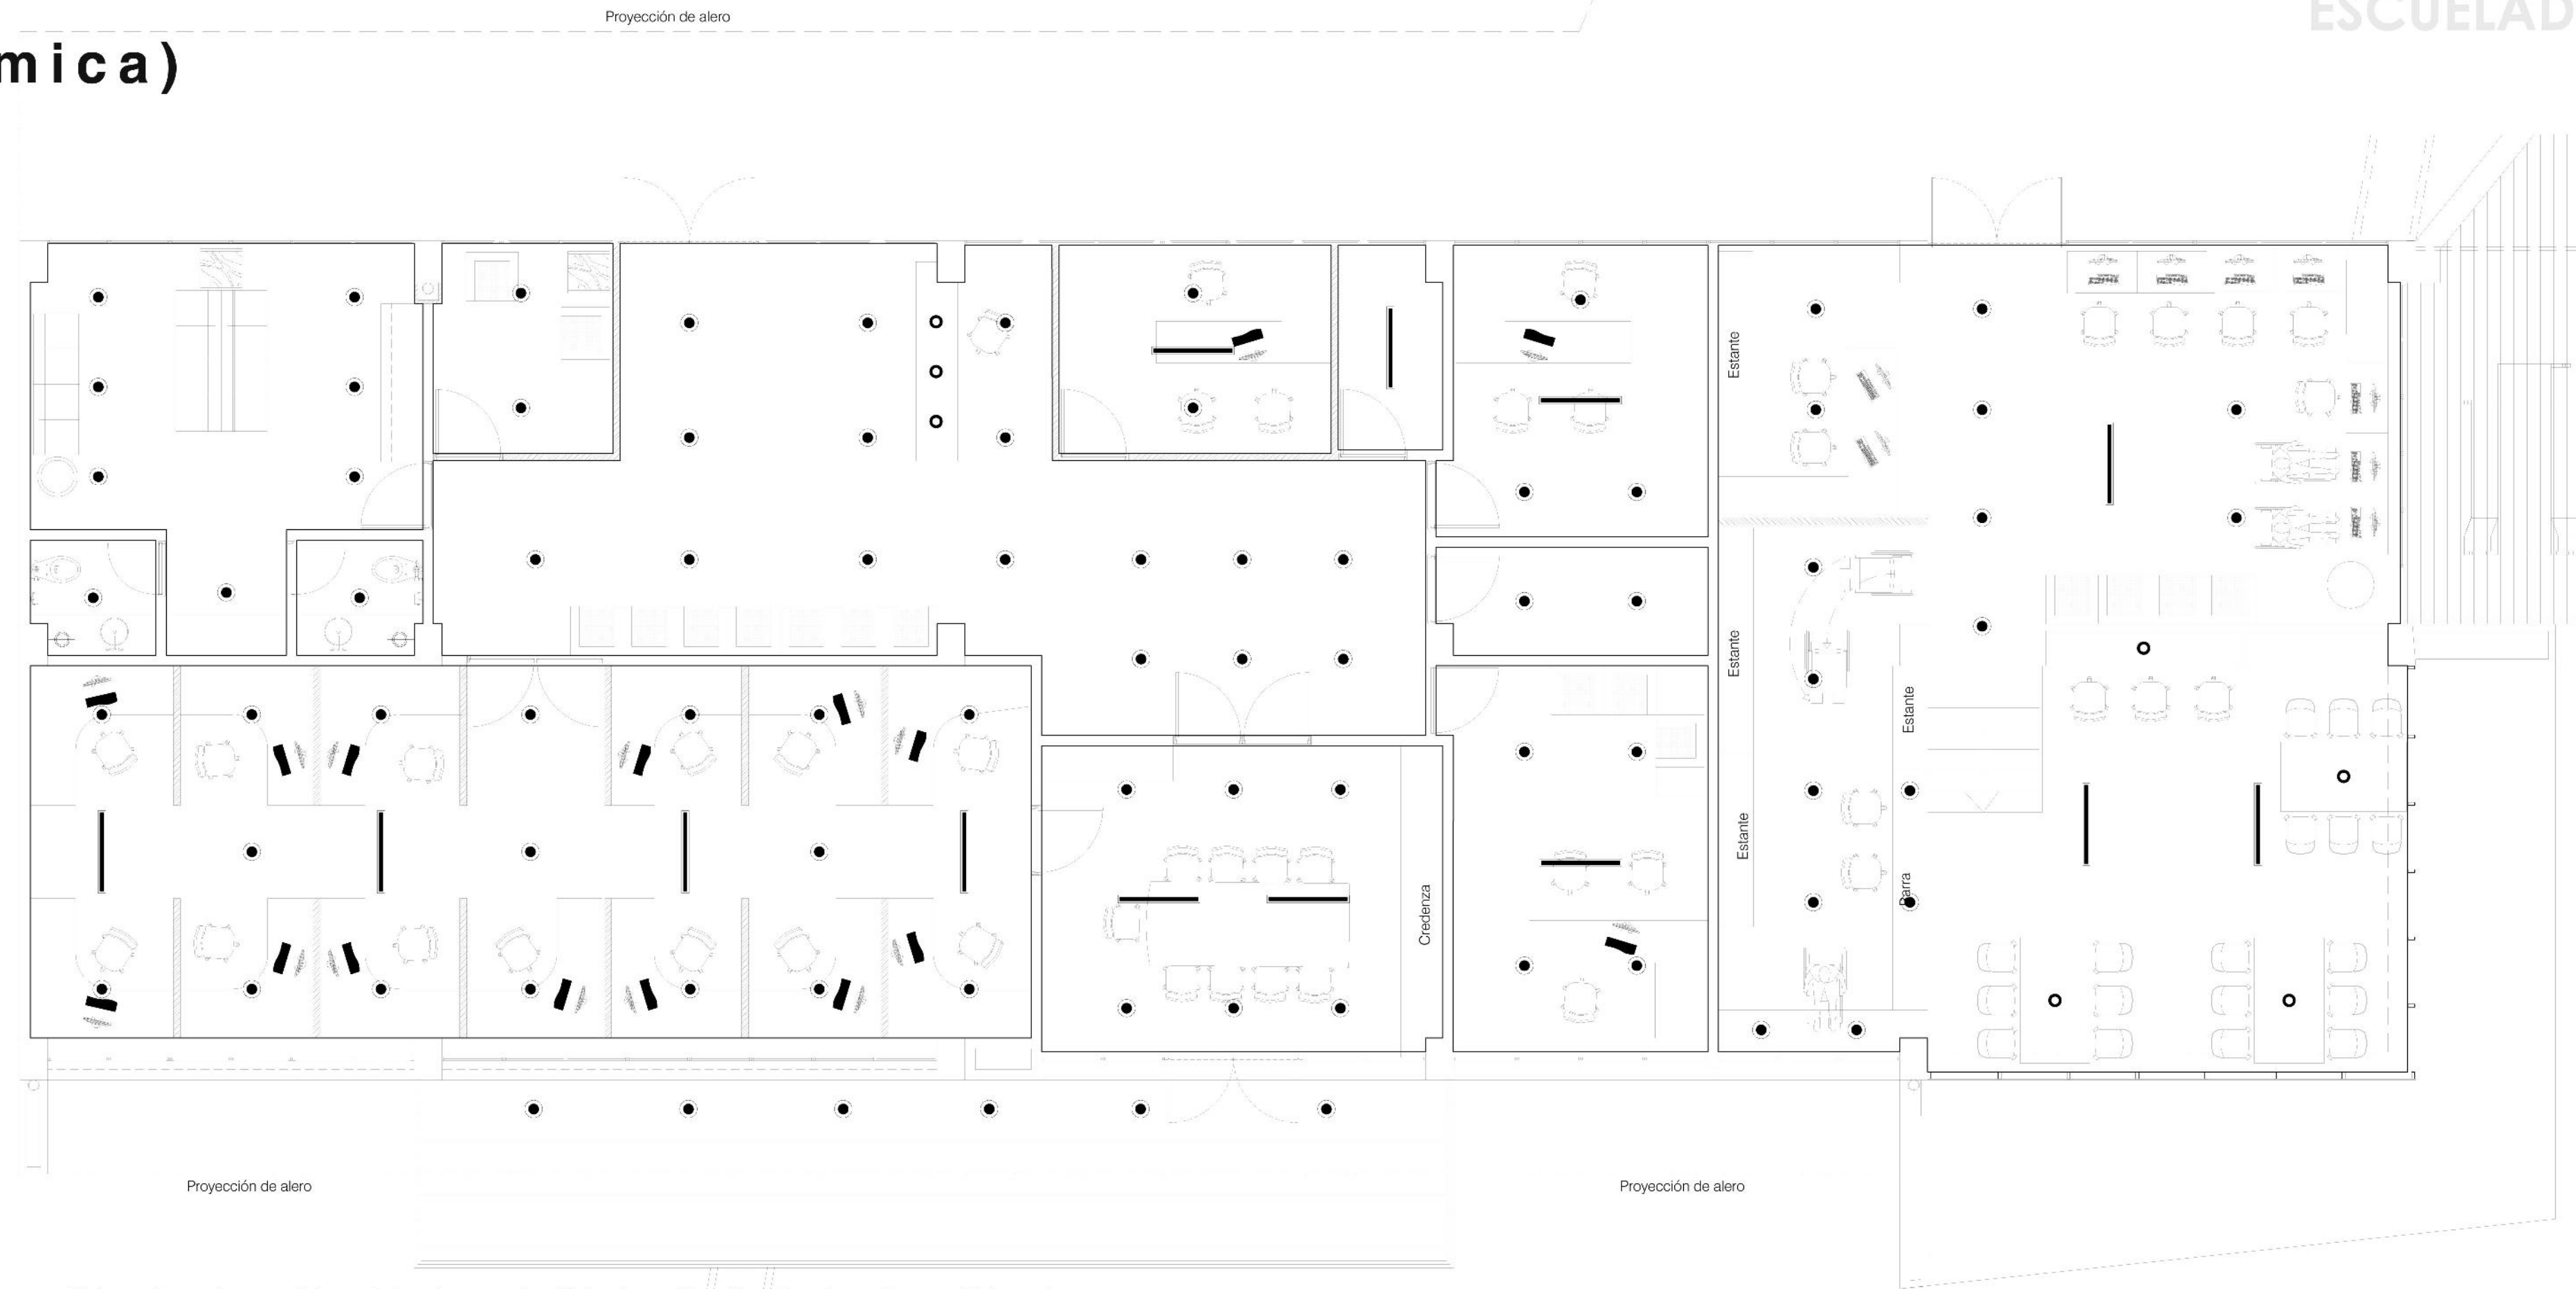 Proyección de alero
ESCUELAD
mica)
Estante
Estante
Estante
Estante
Barra
Credenza
Proyección de alero
Proyección de alero